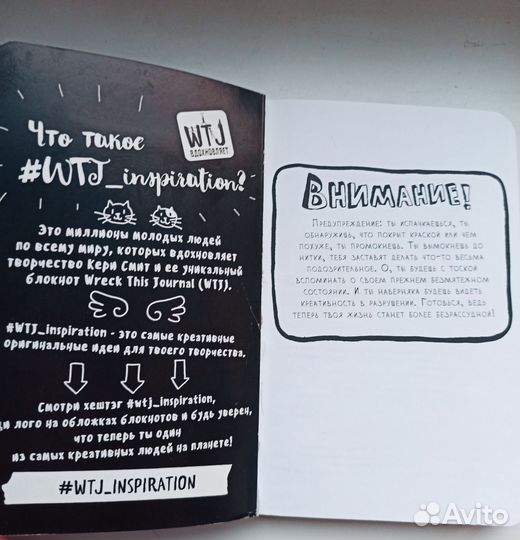 WTJ
ВДОХНОВЛЯЕТ
Что такое
#WTJ_inspiration?
Это миллионы молодых людей
по всему миру, которых вдохновляет
творчество Кери Смит и ее уникальный
блокнот Wreck This Journal (WTJ).
#WTJ_inspiration - это самые креативные
оригинальные идеи для твоего творчества.
Смотри хештэг #wtj_inspiration,
лого на обложках блокнотов и будь уверен,
что теперь ты один
из самых креативных людей на планете!
#WTJ_INSPIRATION
Внимание!
Предупреждение: ты испачкаешься, ты
обнаружишь, что покрыт краской или чем
похуже, ты промокнешь. Ты вымокнешь до
нитки, тебя заставят делать что-то весьма
подозрительное. О, ты будешь с тоской
вспоминать о своем прежнем безмятежном
состоянии. И ты наверняка будешь видеть
креативность в разрушении. Готовься, ведь
теперь твоя жизнь станет более безрассудной!
Avito